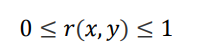 0 ≤ r(x, y) ≤ 1